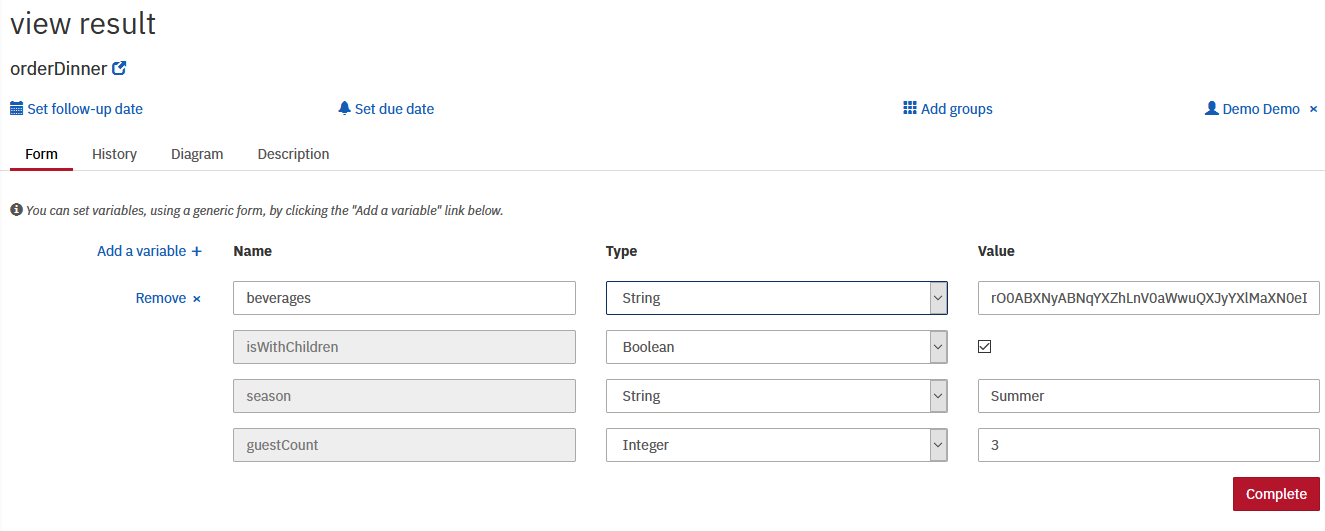 view result
orderDinner
Set follow-up date Set due date Add groups Demo Demo ×
Form History Diagram Description
You can set variables, using a generic form, by clicking the "Add a variable" link below.
Add a variable + Name Type Value
Remove × beverages String rO0ABXNyABNqYXZhLnV0aWwuQXJyYXlMaXN0eI
isWithChildren Boolean
season String Summer
guestCount Integer 3
Complete